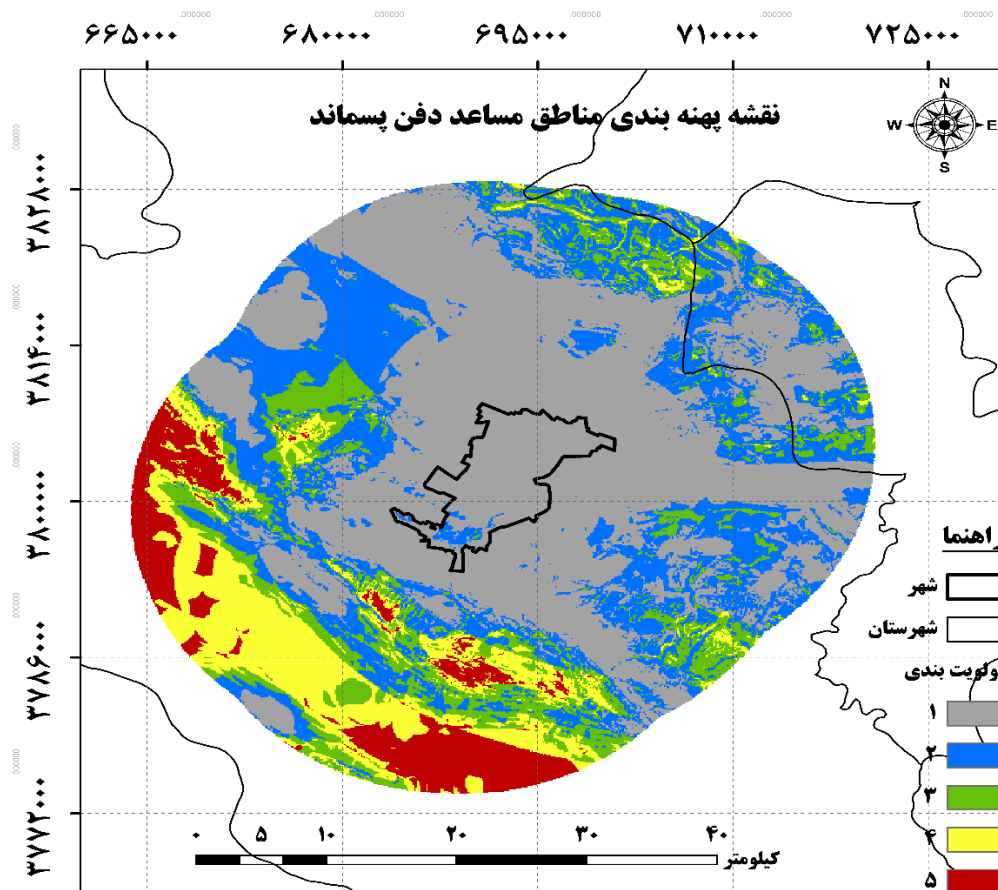 ۶۶۵۰۰۰ ۶۸۰۰۰۰ ۶۹۵۰۰۰ ۷۱۰۰۰۰ ۷۲۵۰۰۰
نقشه پهنه بندی مناطق مساعد دفن پسماند
N
W E
S
۳۸۲۸۰۰۰
۳۸۱۴۰۰۰
۳۸۰۰۰۰۰
۳۷۸۶۰۰۰
۳۷۷۲۰۰۰
راهنما
شهر
شهرستان
ولویت بندی
۱
۲
۳
۴
۵
۰ ۵ ۱۰ ۲۰ ۳۰ ۴۰
کیلومتر